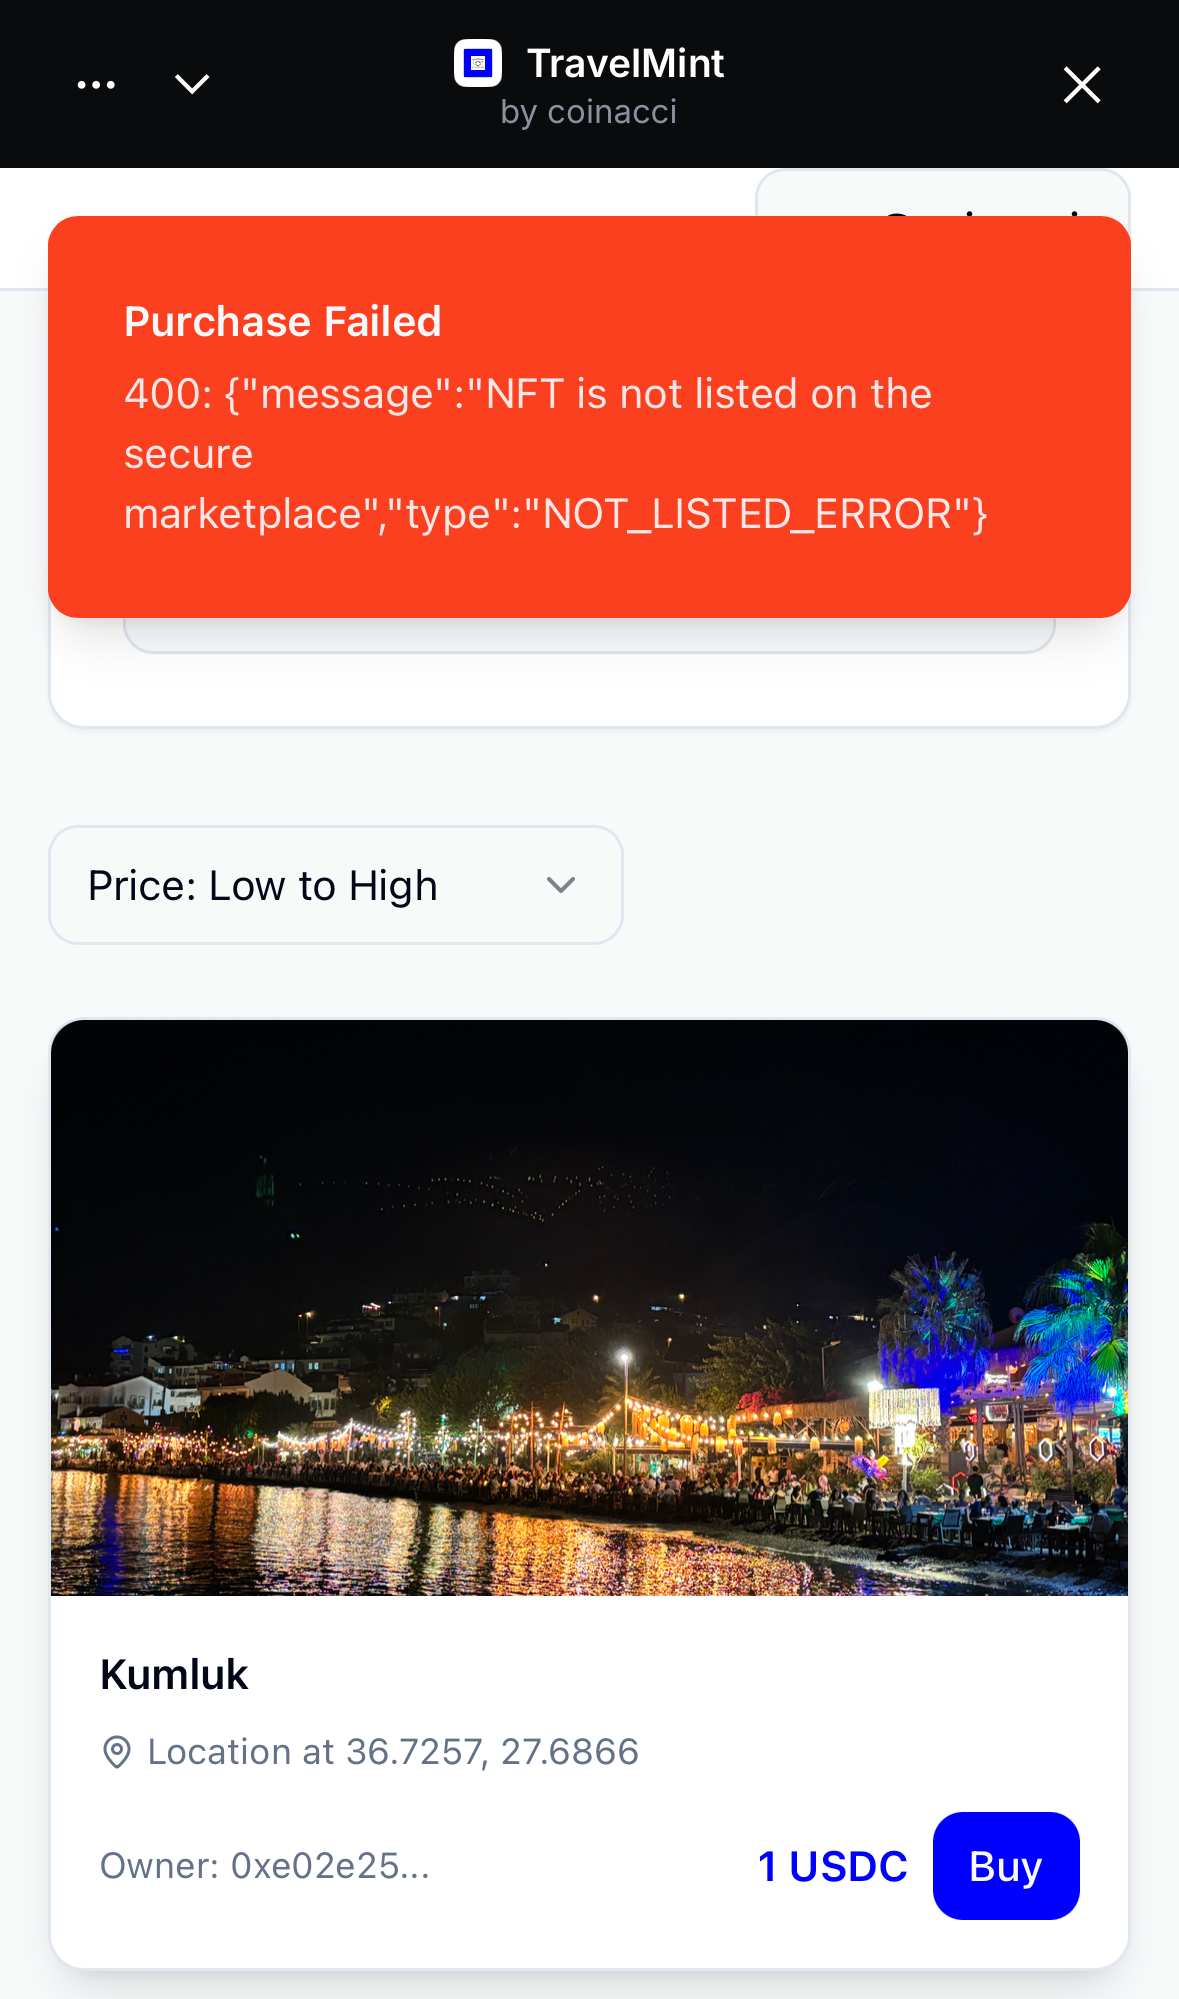 TravelMint
by coinacci
Purchase Failed
400: {"message":"NFT is not listed on the
secure
marketplace","type":"NOT_LISTED_ERROR"}
Price: Low to High
Kumluk
Location at 36.7257, 27.6866
Owner: 0xe02e25...
1 USDC
Buy